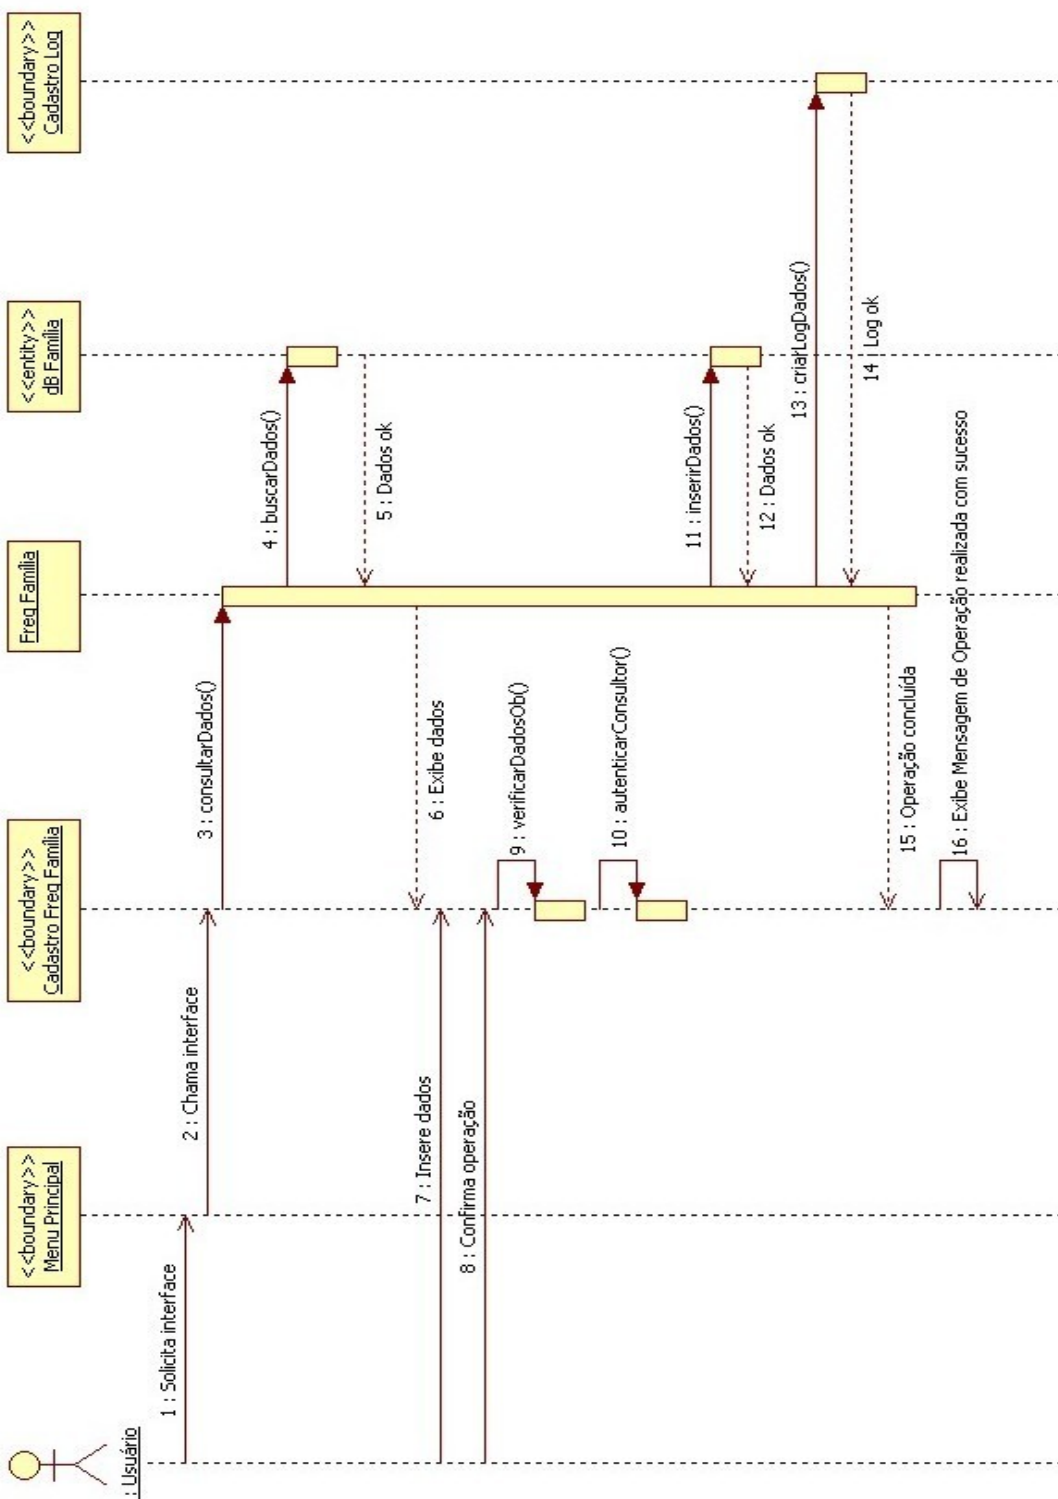 : Usuário
<<boundary>>
Menu Principal
<<boundary>>
Cadastro Freq Família
Freq Família
<<entity>>
dB Família
<<boundary>>
Cadastro Log
1 : Solicita interface
2 : Chama interface
3 : consultarDados()
4 : buscarDados()
5 : Dados ok
6 : Exibe dados
7 : Insere dados
8 : Confirma operação
9 : verificarDadosOb()
10 : autenticarConsultor()
11 : inserirDados()
12 : Dados ok
13 : criarLogDados()
14 : Log ok
15 : Operação concluída
16 : Exibe Mensagem de Operação realizada com sucesso